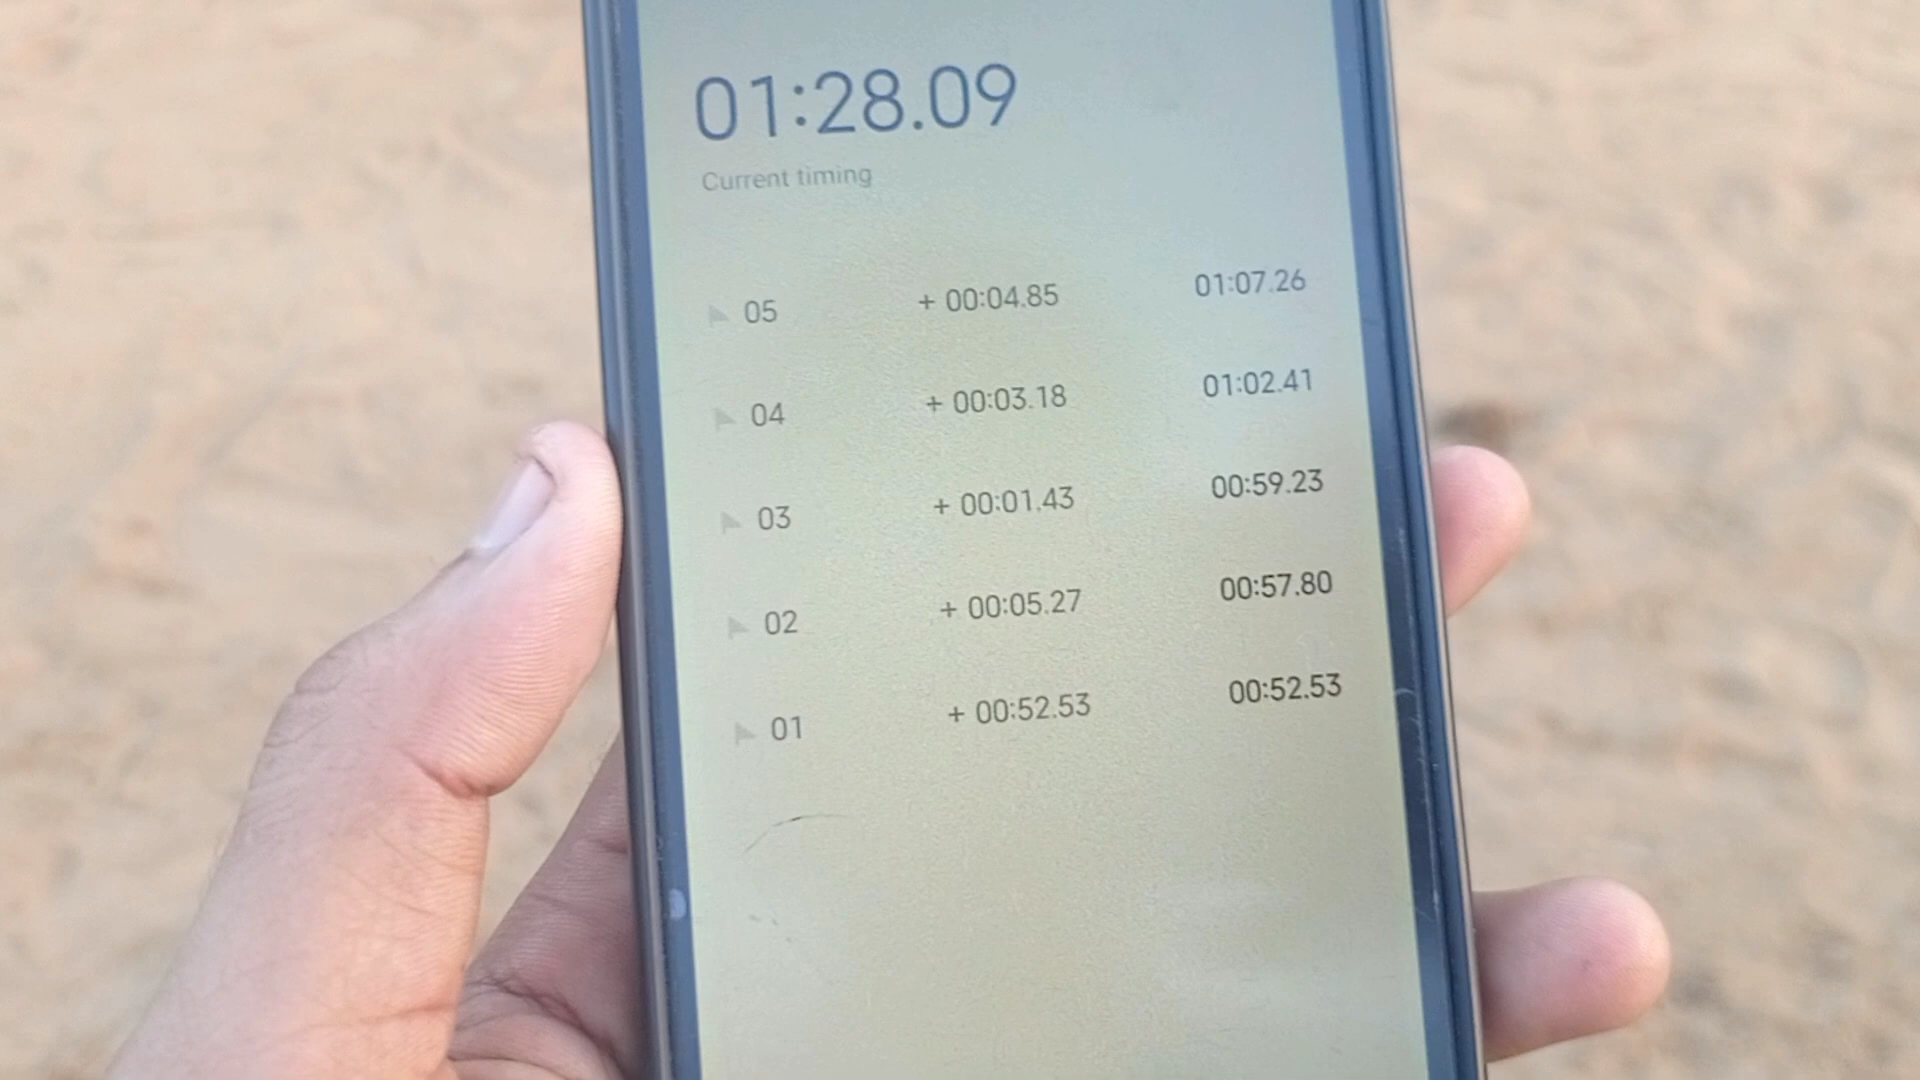 01:28.09
Current timing
05 + 00:04.85 01:07.26
04 + 00:03.18 01:02.41
03 + 00:01.43 00:59.23
02 + 00:05.27 00:57.80
01 + 00:52.53 00:52.53